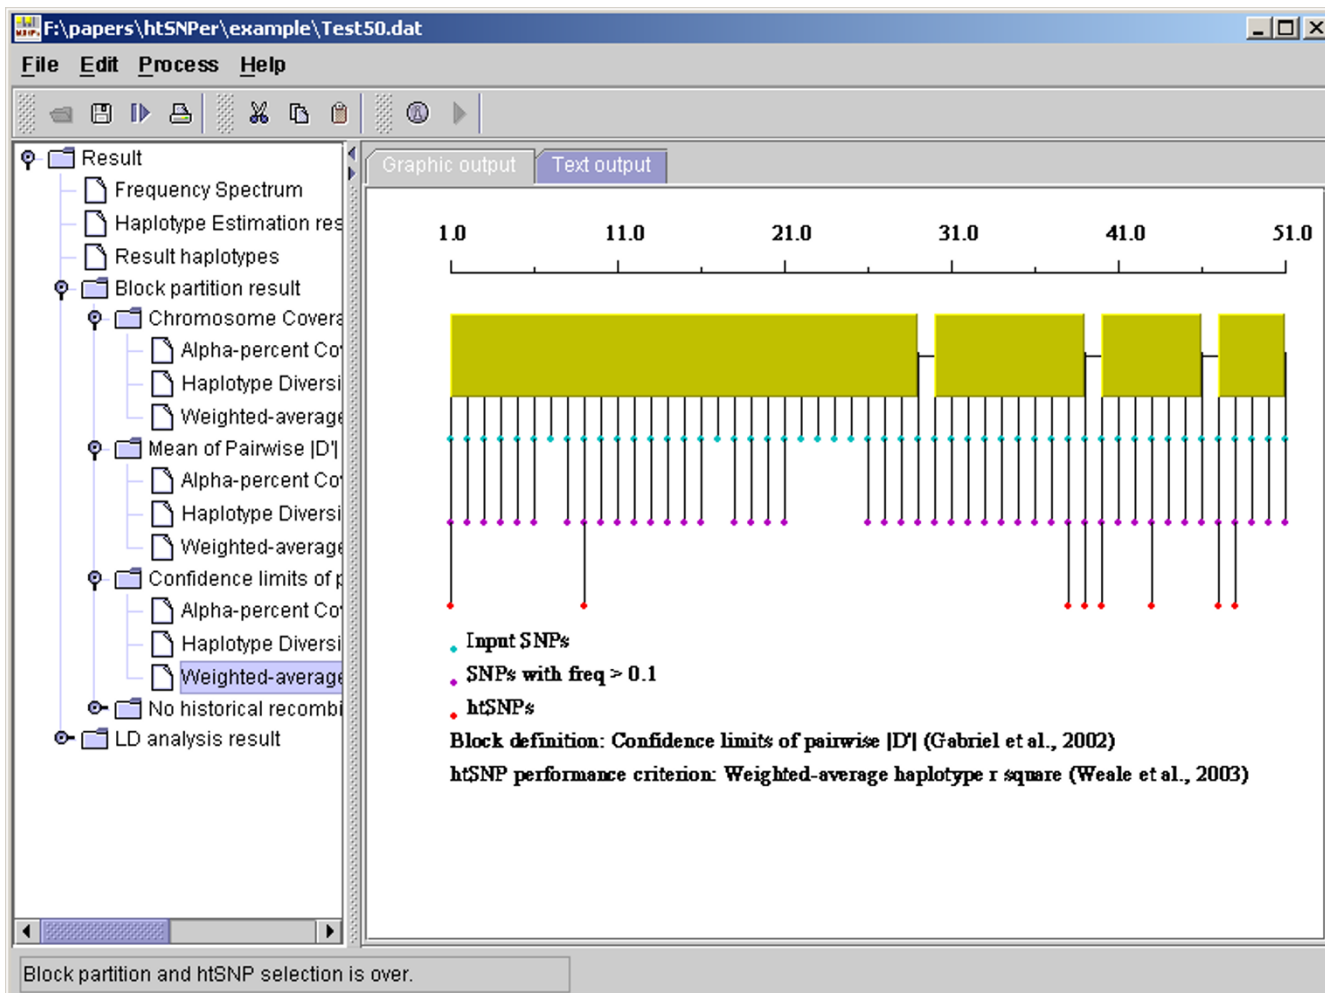 F:\papers\htSNPer\example\Test50.dat
File Edit Process Help
Result
Frequency Spectrum
Haplotype Estimation res
Result haplotypes
Block partition result
Chromosome Covera
Alpha-percent Co
Haplotype Diversi
Weighted-average
Mean of Pairwise |D'|
Alpha-percent Co
Haplotype Diversi
Weighted-average
Confidence limits of p
Alpha-percent Co
Haplotype Diversi
Weighted-average
No historical recombi
LD analysis result
Graphic output Text output
1.0 11.0 21.0 31.0 41.0 51.0
Input SNPs
SNPs with freq > 0.1
htSNPs
Block definition: Confidence limits of pairwise |D'| (Gabriel et al., 2002)
htSNP performance criterion: Weighted-average haplotype r square (Weale et al., 2003)
Block partition and htSNP selection is over.